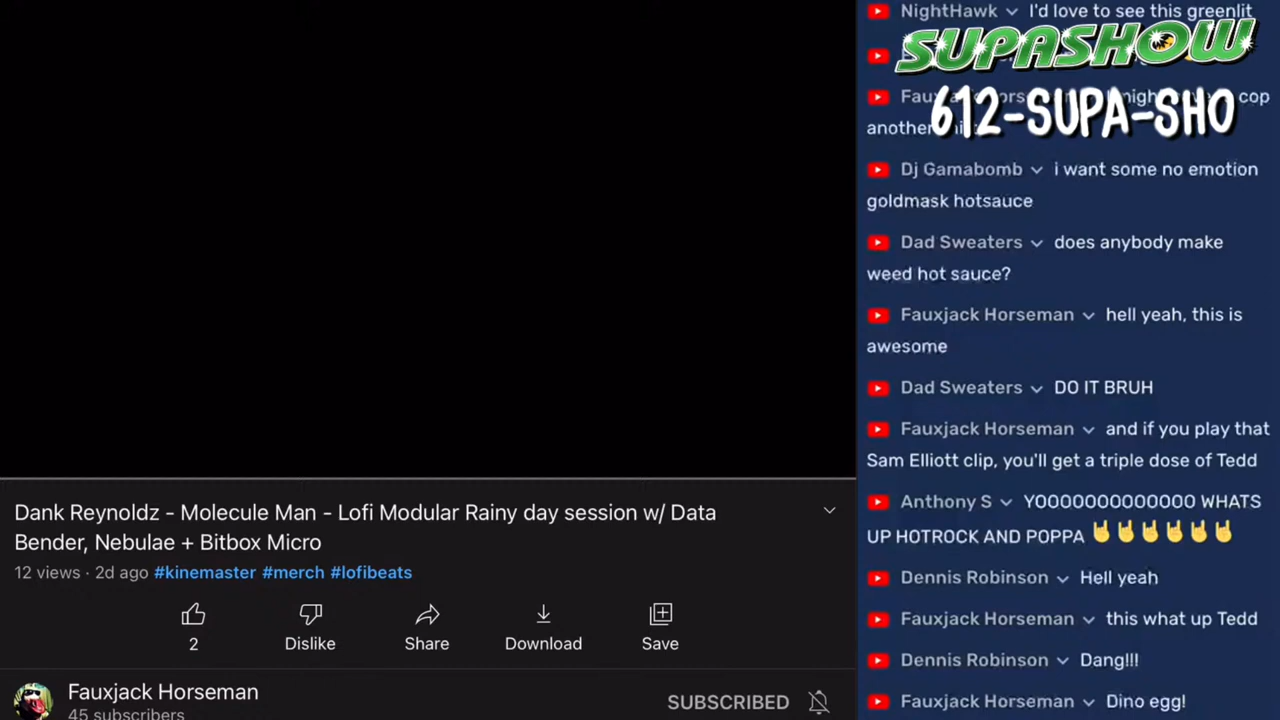 NightHawk I'd love to see this greenlit
SUPASHOW
612-SUPA-SHO
cop
another
Dj Gamabomb i want some no emotion
goldmask hotsauce
Dad Sweaters does anybody make
weed hot sauce?
Fauxjack Horseman hell yeah, this is
awesome
Dad Sweaters DO IT BRUH
Fauxjack Horseman and if you play that
Sam Elliott clip, you'll get a triple dose of Tedd
Anthony S YOOOOOOOOOOOOO WHATS
UP HOTROCK AND POPPA 🤘🤘🤘🤘🤘🤘
Dennis Robinson Hell yeah
Fauxjack Horseman this what up Tedd
Dennis Robinson Dang!!!
Fauxjack Horseman Dino egg!
Dank Reynoldz - Molecule Man - Lofi Modular Rainy day session w/ Data
Bender, Nebulae + Bitbox Micro
12 views · 2d ago #kinemaster #merch #lofibeats
2 Dislike Share Download Save
Fauxjack Horseman
45 subscribers
SUBSCRIBED